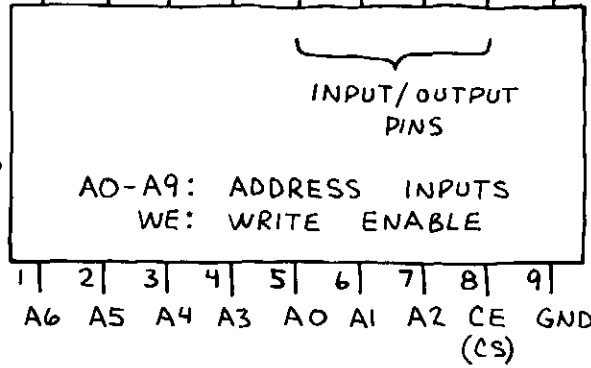 INPUT/OUTPUT
PINS
A0-A9: ADDRESS INPUTS
WE: WRITE ENABLE
1 2 3 4 5 6 7 8 9
A6 A5 A4 A3 A0 A1 A2 CE GND
(CS)